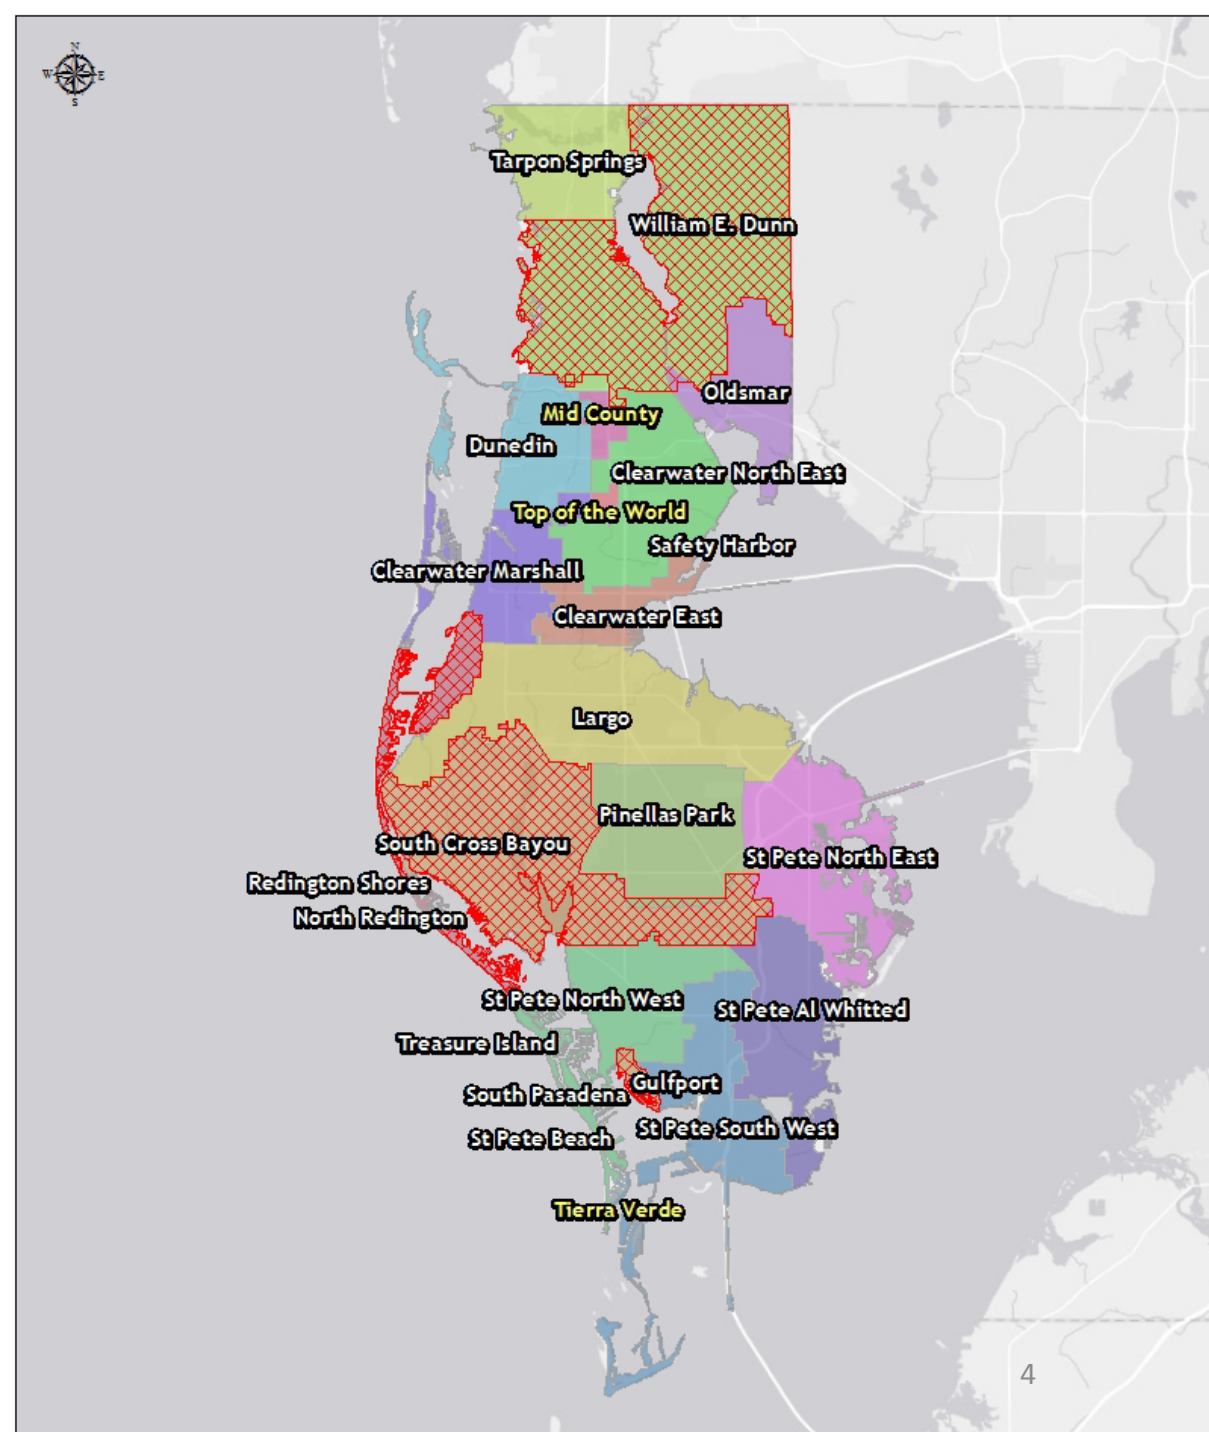 N
W E
S
Tarpon Springs
William E. Dunn
Oldsmar
Mid County
Dunedin
Clearwater North East
Top of the World
Safety Harbor
Clearwater Marshall
Clearwater East
Largo
Pinellas Park
South Cross Bayou
St Pete North East
Redington Shores
North Redington
St Pete North West
St Pete Al Whitted
Treasure Island
Gulfport
South Pasadena
St Pete South West
St Pete Beach
Tierra Verde
4